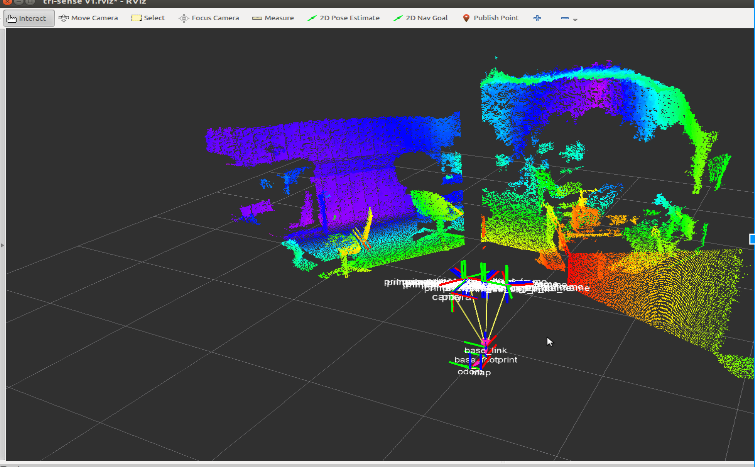 tri-sense v1.rviz* - RViz
Interact Move Camera Select Focus Camera Measure 2D Pose Estimate 2D Nav Goal Publish Point
base_link
base_footprint
odom map